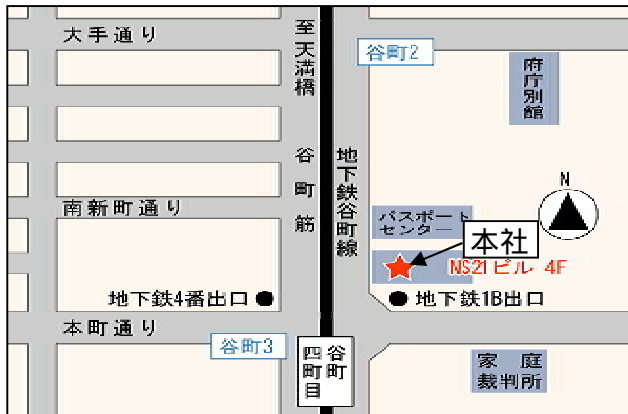 大手通り
至天満橋
谷町2
府庁別館
谷町筋
地下鉄谷町線
N
南新町通り
パスポート
センター
本社
NS21ビル 4F
地下鉄4番出口
地下鉄1B出口
本町通り
谷町3
谷町
四町目
家庭
裁判所